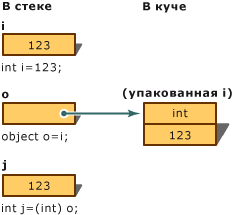 В стеке
В куче
i
123
int i=123;
o
(упакованная i)
int
123
object o=i;
j
123
int j=(int) o;